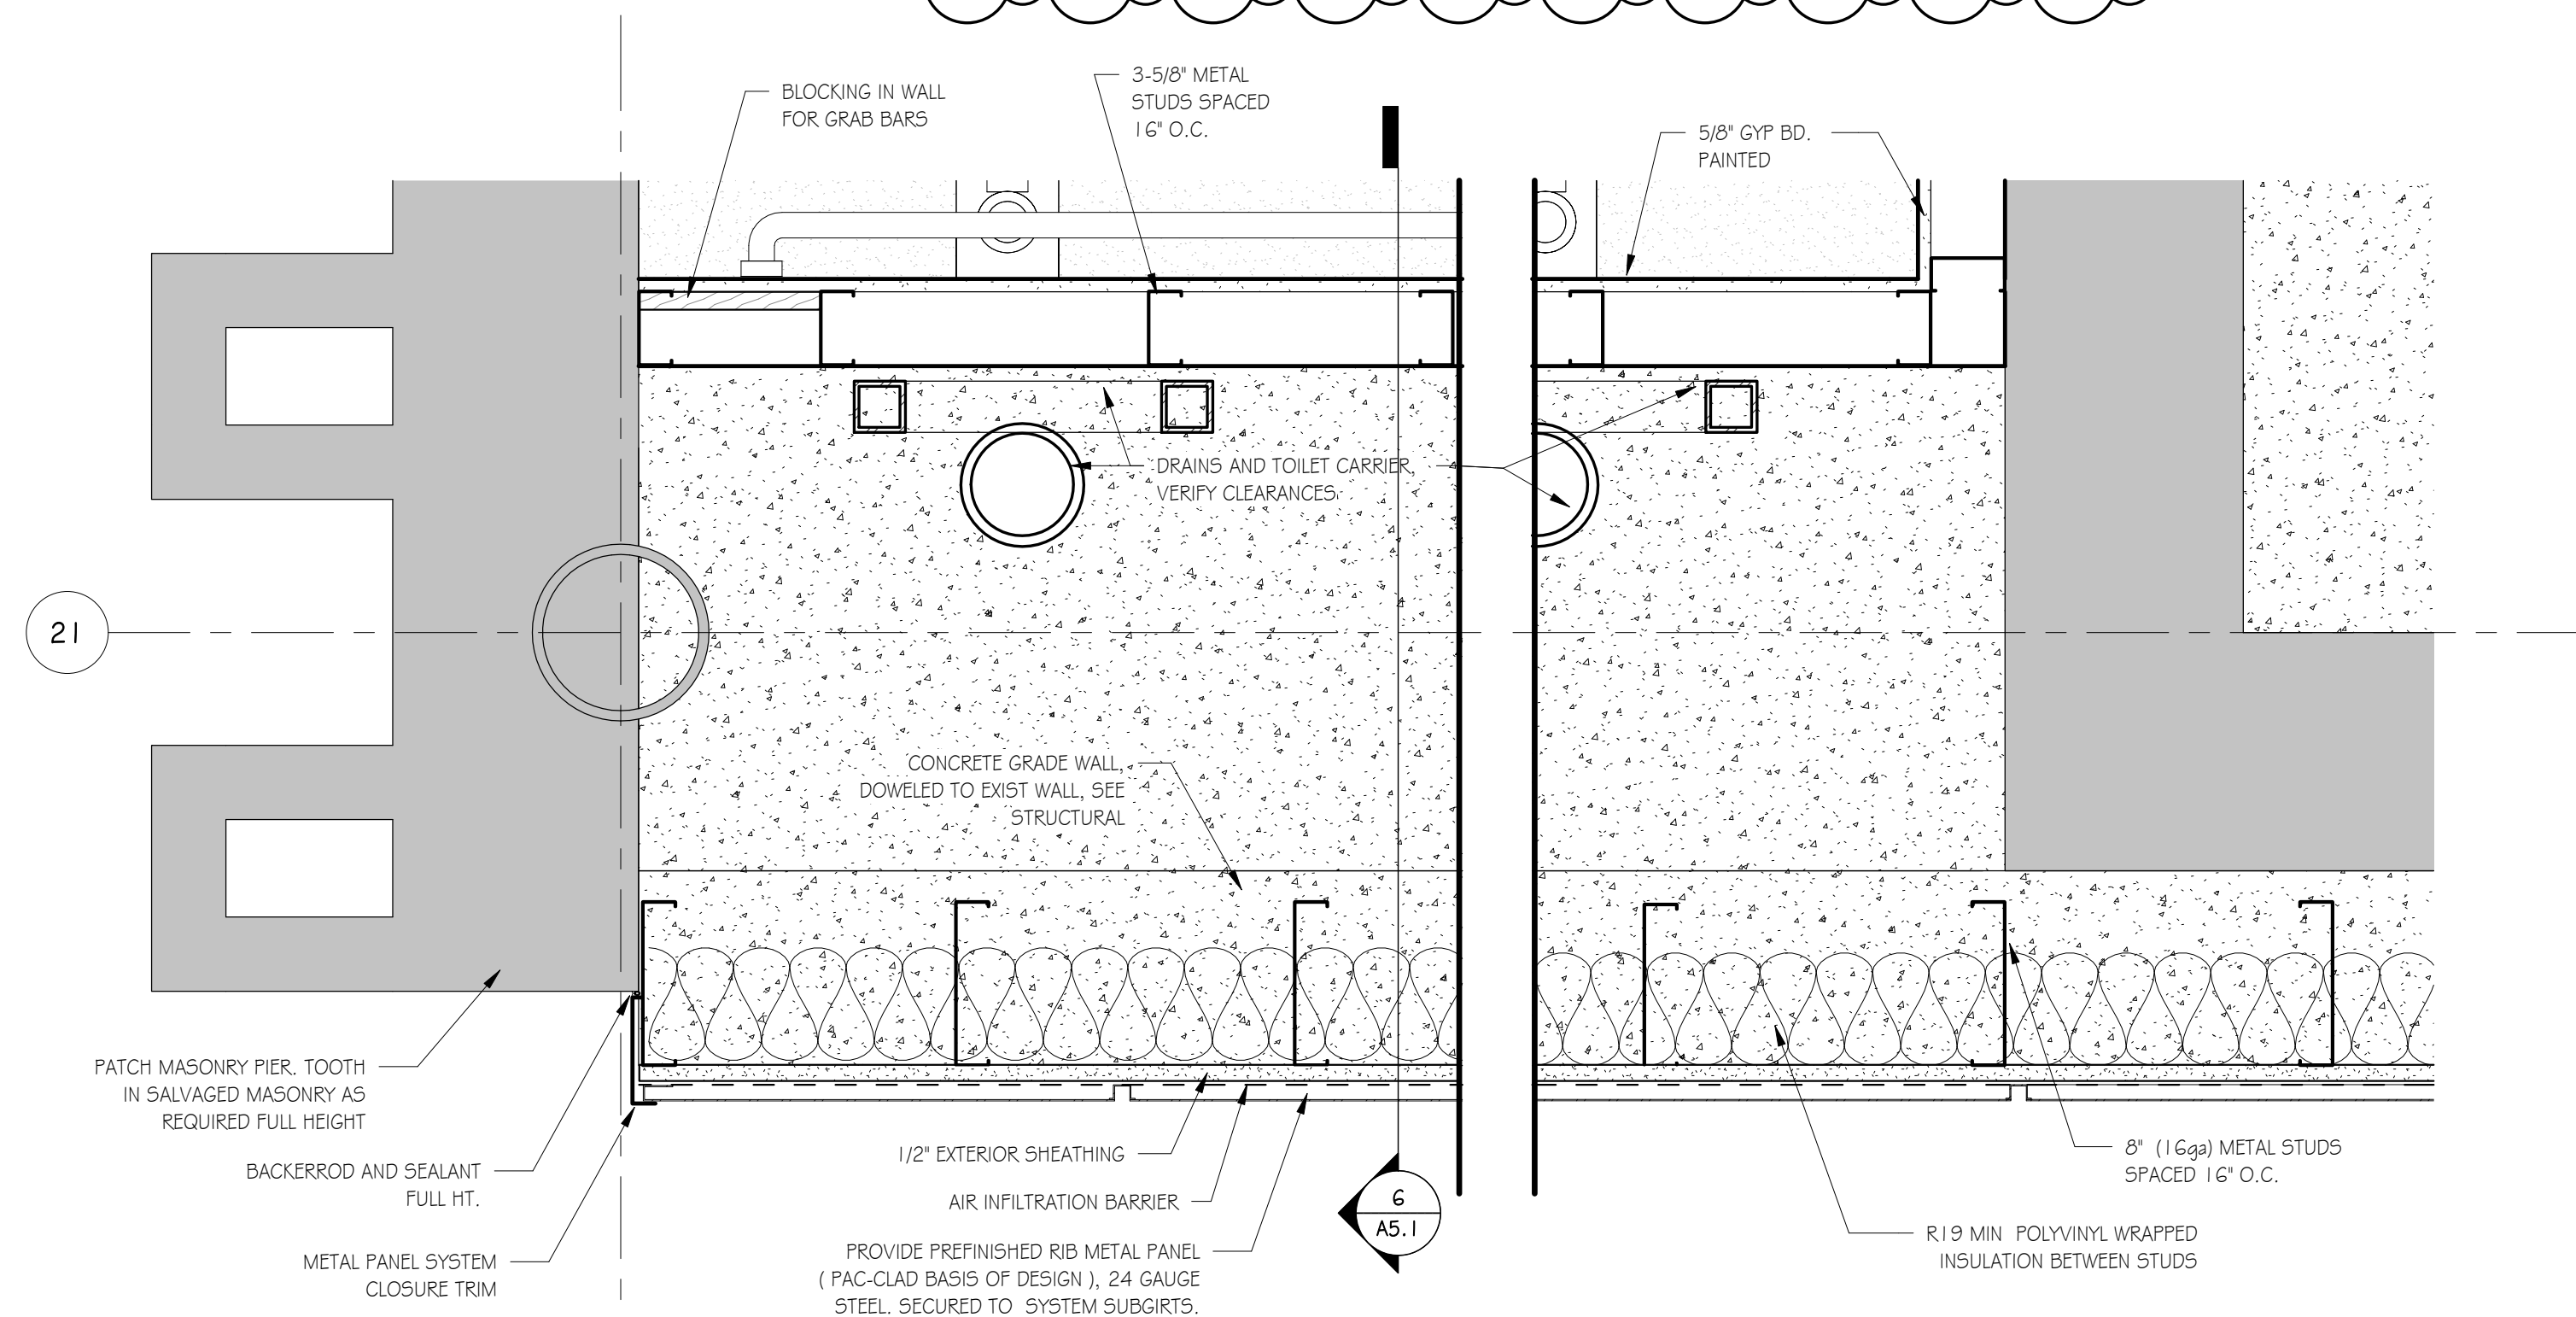 BLOCKING IN WALL
FOR GRAB BARS
3-5/8" METAL
STUDS SPACED
16" O.C.
5/8" GYP BD.
PAINTED
DRAINS AND TOILET CARRIER,
VERIFY CLEARANCES
21
CONCRETE GRADE WALL,
DOWELED TO EXIST WALL, SEE
STRUCTURAL
PATCH MASONRY PIER. TOOTH
IN SALVAGED MASONRY AS
REQUIRED FULL HEIGHT
BACKERROD AND SEALANT
FULL HT.
METAL PANEL SYSTEM
CLOSURE TRIM
1/2" EXTERIOR SHEATHING
AIR INFILTRATION BARRIER
PROVIDE PREFINISHED RIB METAL PANEL
( PAC-CLAD BASIS OF DESIGN ), 24 GAUGE
STEEL. SECURED TO SYSTEM SUBGIRTS.
6
A5.1
8" (16ga) METAL STUDS
SPACED 16" O.C.
R19 MIN POLYVINYL WRAPPED
INSULATION BETWEEN STUDS